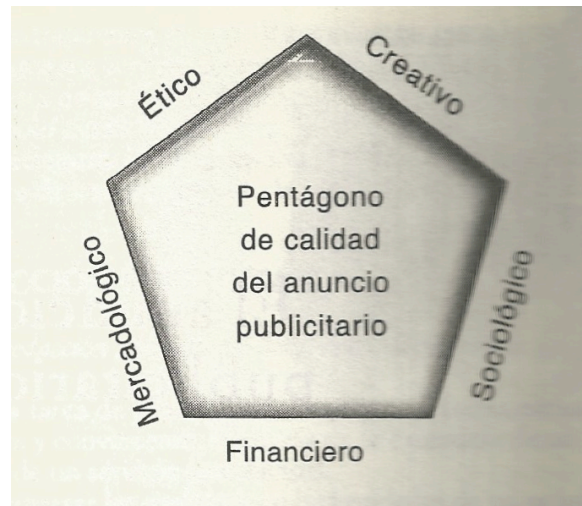 Ético
Creativo
Pentágono
de calidad
del anuncio
publicitario
Mercadológico
Sociológico
Financiero